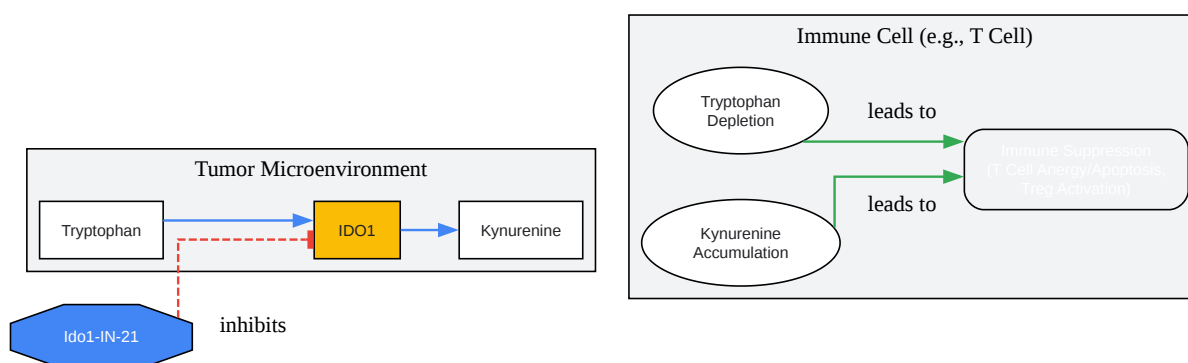 Tumor Microenvironment
Tryptophan
IDO1
Kynurenine
Ido1-IN-21
inhibits
Immune Cell (e.g., T Cell)
Tryptophan
Depletion
leads to
Immune Suppression
(T Cell Anergy/Apoptosis,
Treg Activation)
Kynurenine
Accumulation
leads to